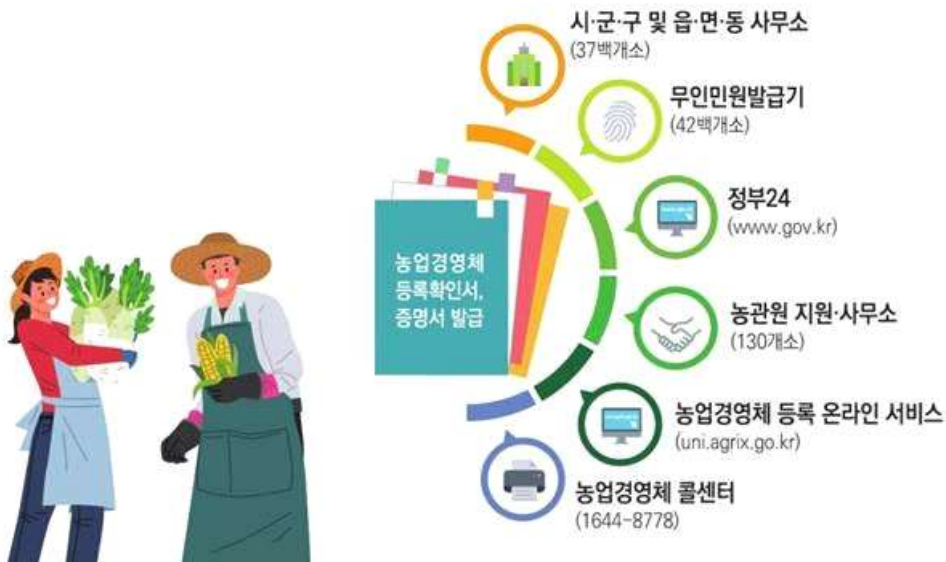 시·군·구 및 읍·면·동 사무소
(37백개소)
무인민원발급기
(42백개소)
정부24
(www.gov.kr)
농업경영체
등록확인서,
증명서 발급
농관원 지원·사무소
(130개소)
농업경영체 등록 온라인 서비스
(uni.agrix.go.kr)
농업경영체 콜센터
(1644-8778)